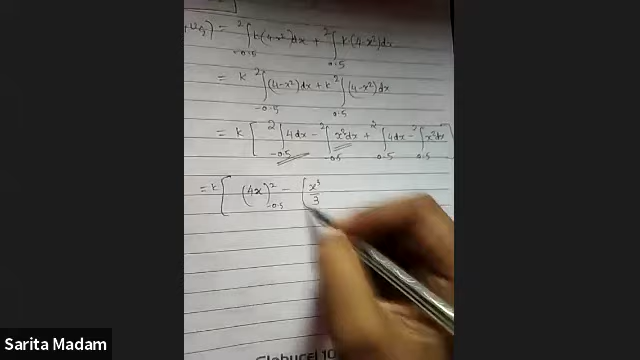 = ∫_{-0.5}^{2} k(4-x²)dx + ∫_{0.5}^{2} k(4-x²)dx
= k ∫_{-0.5}^{2} (4-x²)dx + k ∫_{-0.5}^{2} (4-x²)dx
= k [ ∫_{-0.5}^{2} 4dx - ∫_{-0.5}^{2} x²dx + ∫_{0.5}^{2} 4dx - ∫_{0.5}^{2} x²dx ]
= k [ (4x)_{-0.5}^{2} - [ x³/3
Sarita Madam